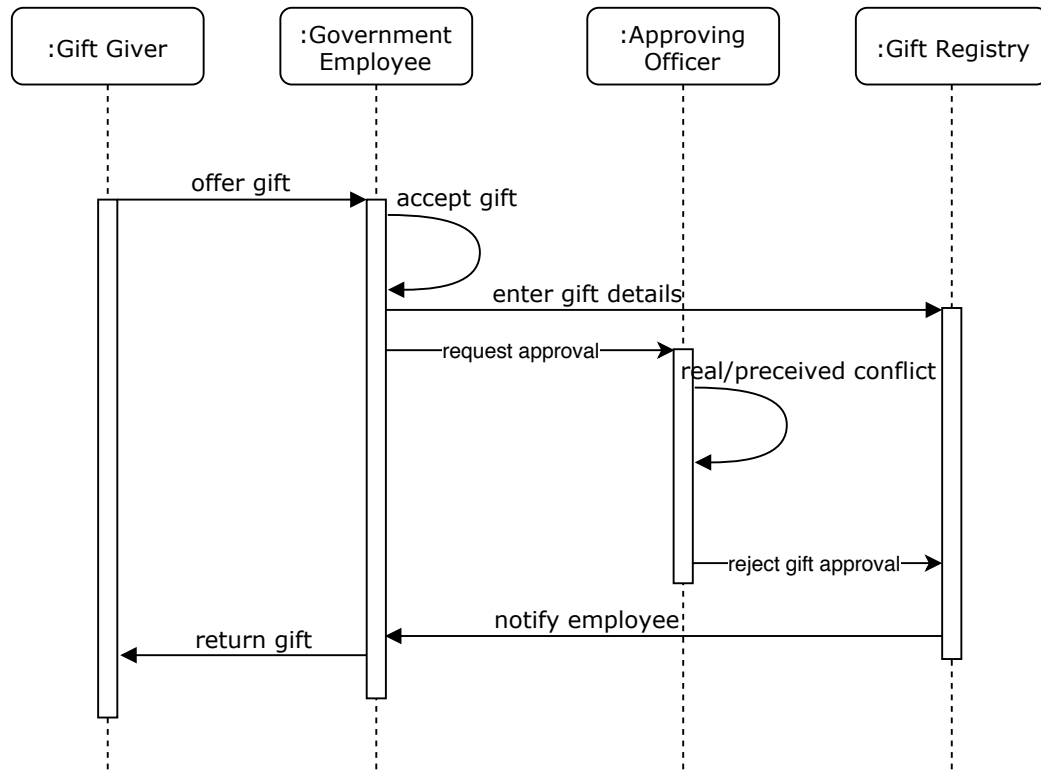 :Gift Giver
:Government
Employee
:Approving
Officer
:Gift Registry
offer gift
accept gift
enter gift details
request approval
real/preceived conflict
reject gift approval
notify employee
return gift